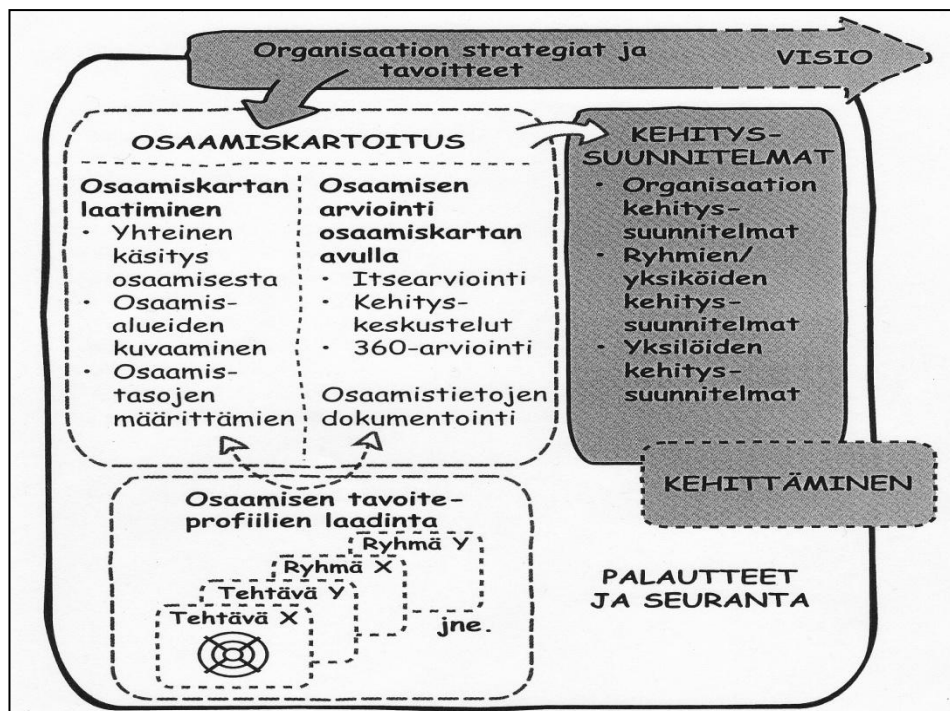 Organisaation strategiat ja
tavoitteet
VISIO
OSAAMISKARTOITUS
Osaamiskartan
laatiminen
• Yhteinen
käsitys
osaamisesta
• Osaamis-
alueiden
kuvaaminen
• Osaamis-
tasojen
määrittämien
Osaamisen
arviointi
osaamiskartan
avulla
• Itsearviointi
• Kehitys-
keskustelut
• 360-arviointi
Osaamistietojen
dokumentointi
KEHITYS-
SUUNNITELMAT
• Organisaation
kehitys-
suunnitelmat
• Ryhmien/
yksiköiden
kehitys-
suunnitelmat
• Yksilöiden
kehitys-
suunnitelmat
KEHITTÄMINEN
Osaamisen tavoite-
profiilien laadinta
Ryhmä Y
Ryhmä X
Tehtävä Y
Tehtävä X
jne.
PALAUTTEET
JA SEURANTA